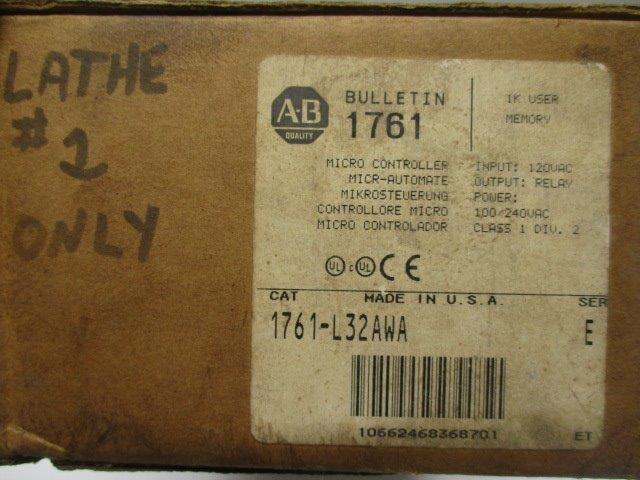 LATHE
# 1
ONLY
A-B
QUALITY
BULLETIN
1761
1K USER
MEMORY
MICRO CONTROLLER
MICR-AUTOMATE
MIKROSTEUERUNG
CONTROLLORE MICRO
MICRO CONTROLADOR
INPUT: 120VAC
OUTPUT: RELAY
POWER:
100/240VAC
CLASS 1 DIV. 2
UL c UL CE
CAT MADE IN U.S.A. SER
1761-L32AWA E
10662468368701 ET